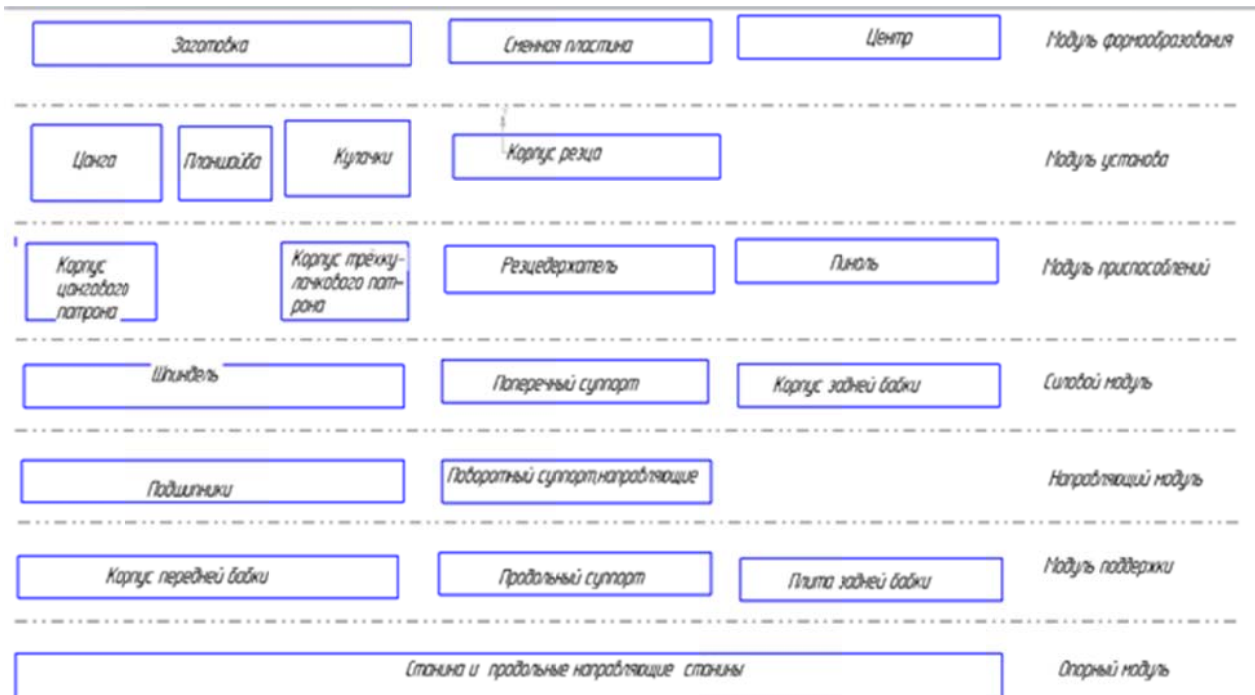 Заготовка
Сменная пластина
Центр
Модуль формообразования
Цанга
Планшайба
Кулачки
Корпус резца
Модуль установа
Корпус
цангового
патрона
Корпус трёхку-
лачкового пат-
рона
Резцедержатель
Пиноль
Модуль приспособлений
Шпиндель
Поперечный суппорт
Корпус задней бабки
Силовой модуль
Подшипники
Поворотный суппорт,направляющие
Направляющий модуль
Корпус передней бабки
Продольный суппорт
Плита задней бабки
Модуль поддержки
Станина и продольные направляющие станины
Опорный модуль